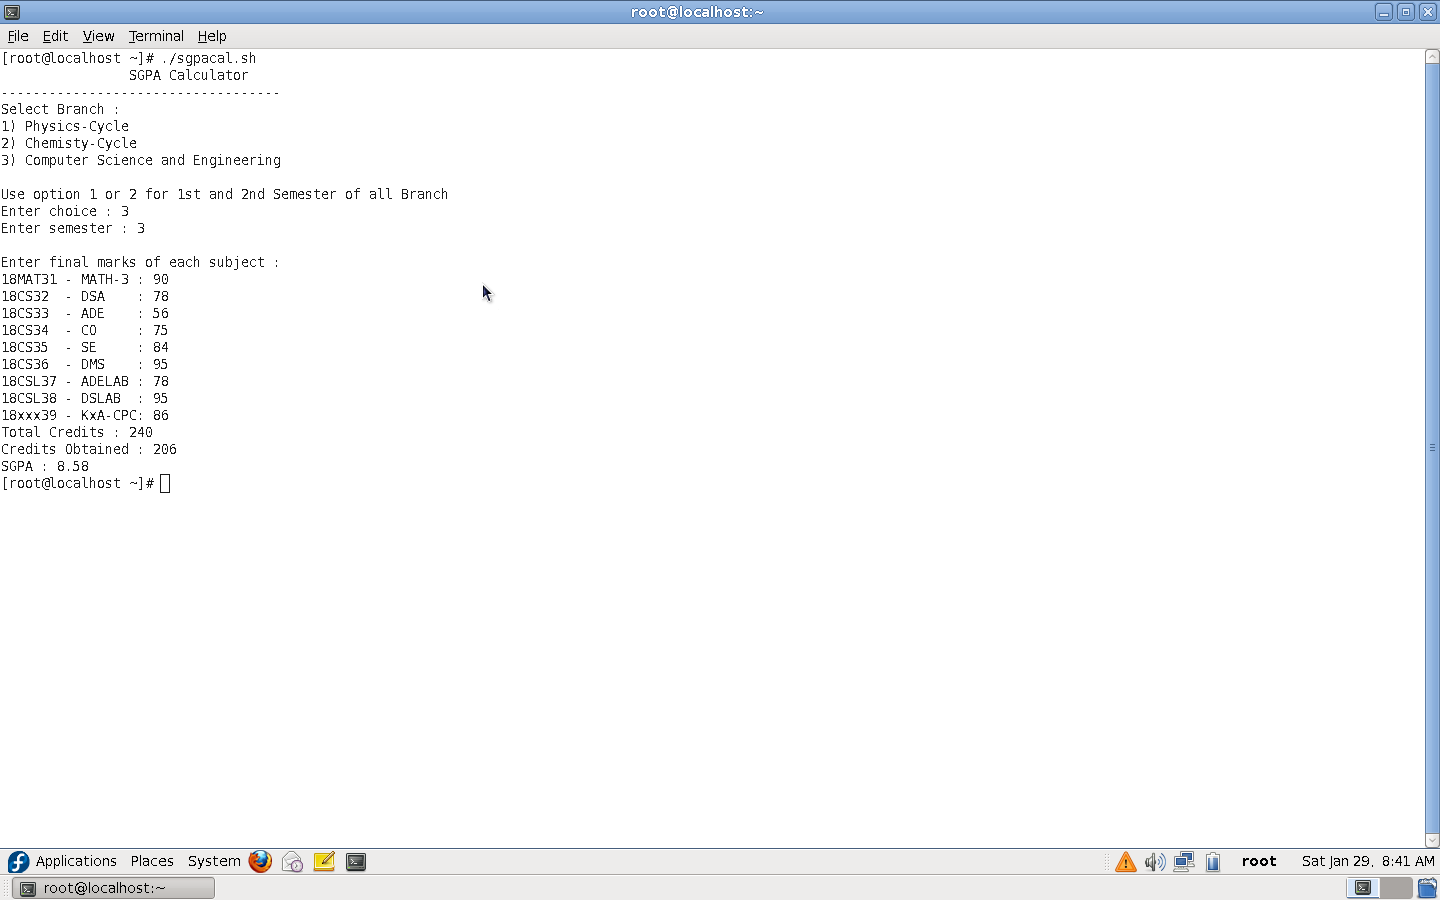 root@localhost:~
File Edit View Terminal Help
[root@localhost ~]# ./sgpacal.sh
SGPA Calculator
-----------------------------------
Select Branch :
1) Physics-Cycle
2) Chemisty-Cycle
3) Computer Science and Engineering
Use option 1 or 2 for 1st and 2nd Semester of all Branch
Enter choice : 3
Enter semester : 3
Enter final marks of each subject :
18MAT31 - MATH-3 : 90
18CS32  - DSA    : 78
18CS33  - ADE    : 56
18CS34  - CO     : 75
18CS35  - SE     : 84
18CS36  - DMS    : 95
18CSL37 - ADELAB : 78
18CSL38 - DSLAB  : 95
18xxx39 - KxA-CPC: 86
Total Credits : 240
Credits Obtained : 206
SGPA : 8.58
[root@localhost ~]#
Applications Places System root Sat Jan 29, 8:41 AM
root@localhost:~